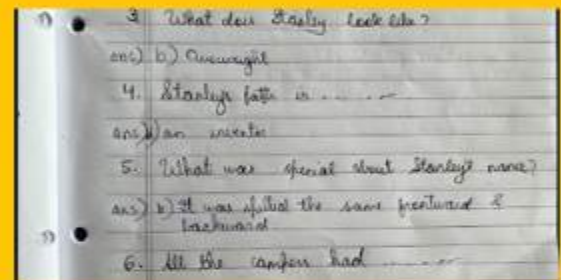 3. What does Stanley look like?
ans) b) Overweight
4. Stanleys father is ......
ans) b) an inventor
5. What was special about Stanley's name?
ans) b) It was spelled the same frontward &
backward
6. All the campers had ........